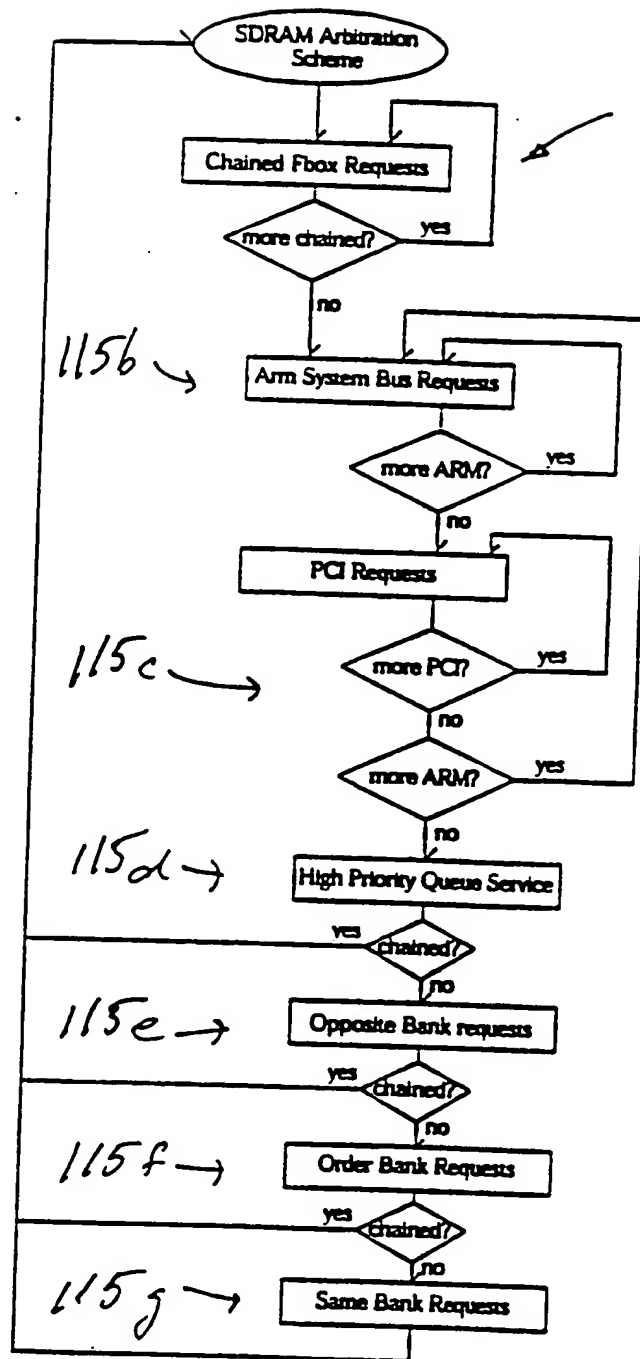 SDRAM Arbitration
Scheme
Chained Fbox Requests
more chained?
yes
no
115b
Arm System Bus Requests
more ARM?
yes
no
PCI Requests
115c
more PCI?
yes
no
more ARM?
yes
no
115d
High Priority Queue Service
yes
chained?
no
115e
Opposite Bank requests
yes
chained?
no
115f
Order Bank Requests
yes
chained?
no
115g
Same Bank Requests